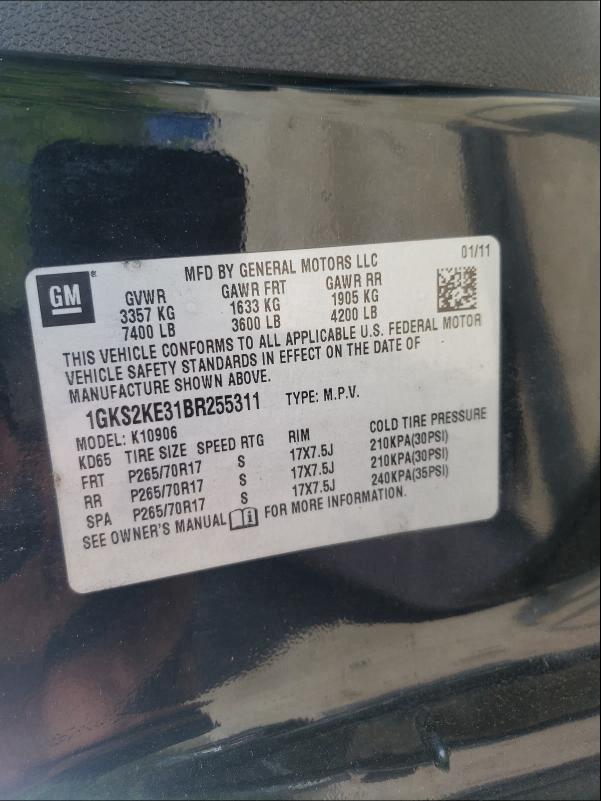 GM ®
MFD BY GENERAL MOTORS LLC 01/11
GVWR GAWR FRT GAWR RR
3357 KG 1633 KG 1905 KG
7400 LB 3600 LB 4200 LB
THIS VEHICLE CONFORMS TO ALL APPLICABLE U.S. FEDERAL MOTOR
VEHICLE SAFETY STANDARDS IN EFFECT ON THE DATE OF
MANUFACTURE SHOWN ABOVE.
1GKS2KE31BR255311 TYPE: M.P.V.
MODEL: K10906
KD65 TIRE SIZE SPEED RTG RIM COLD TIRE PRESSURE
FRT P265/70R17 S 17X7.5J 210KPA(30PSI)
RR P265/70R17 S 17X7.5J 210KPA(30PSI)
SPA P265/70R17 S 17X7.5J 240KPA(35PSI)
SEE OWNER'S MANUAL FOR MORE INFORMATION.